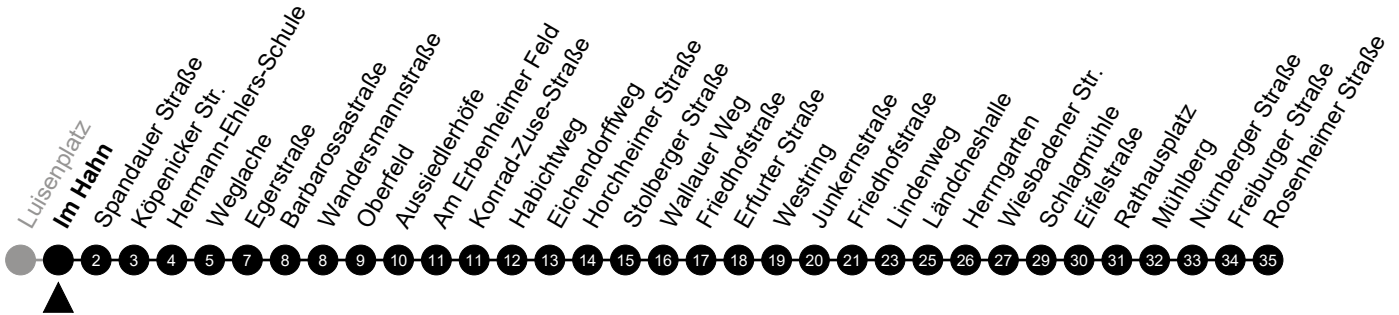 Luisenplatz
Im Hahn
Spandauer Straße
Köpenicker Str.
Hermann-Ehlers-Schule
Weglache
Egerstraße
Barbarossastraße
Wandersmannstraße
Oberfeld
Aussiedlerhöfe
Am Erbenheimer Feld
Konrad-Zuse-Straße
Habichtweg
Eichendorffweg
Horchheimer Straße
Stolberger Straße
Wallauer Weg
Friedhofstraße
Erfurter Straße
Westring
Junkernstraße
Friedhofstraße
Lindenweg
Ländcheshalle
Herrngarten
Wiesbadener Str.
Schlagmühle
Eifelstraße
Rathausplatz
Mühlberg
Nürnberger Straße
Freiburger Straße
Rosenheimer Straße
2 3 4 5 7 8 8 9 10 11 11 12 13 14 15 16 17 18 19 20 21 23 25 26 27 29 30 31 32 33 34 35